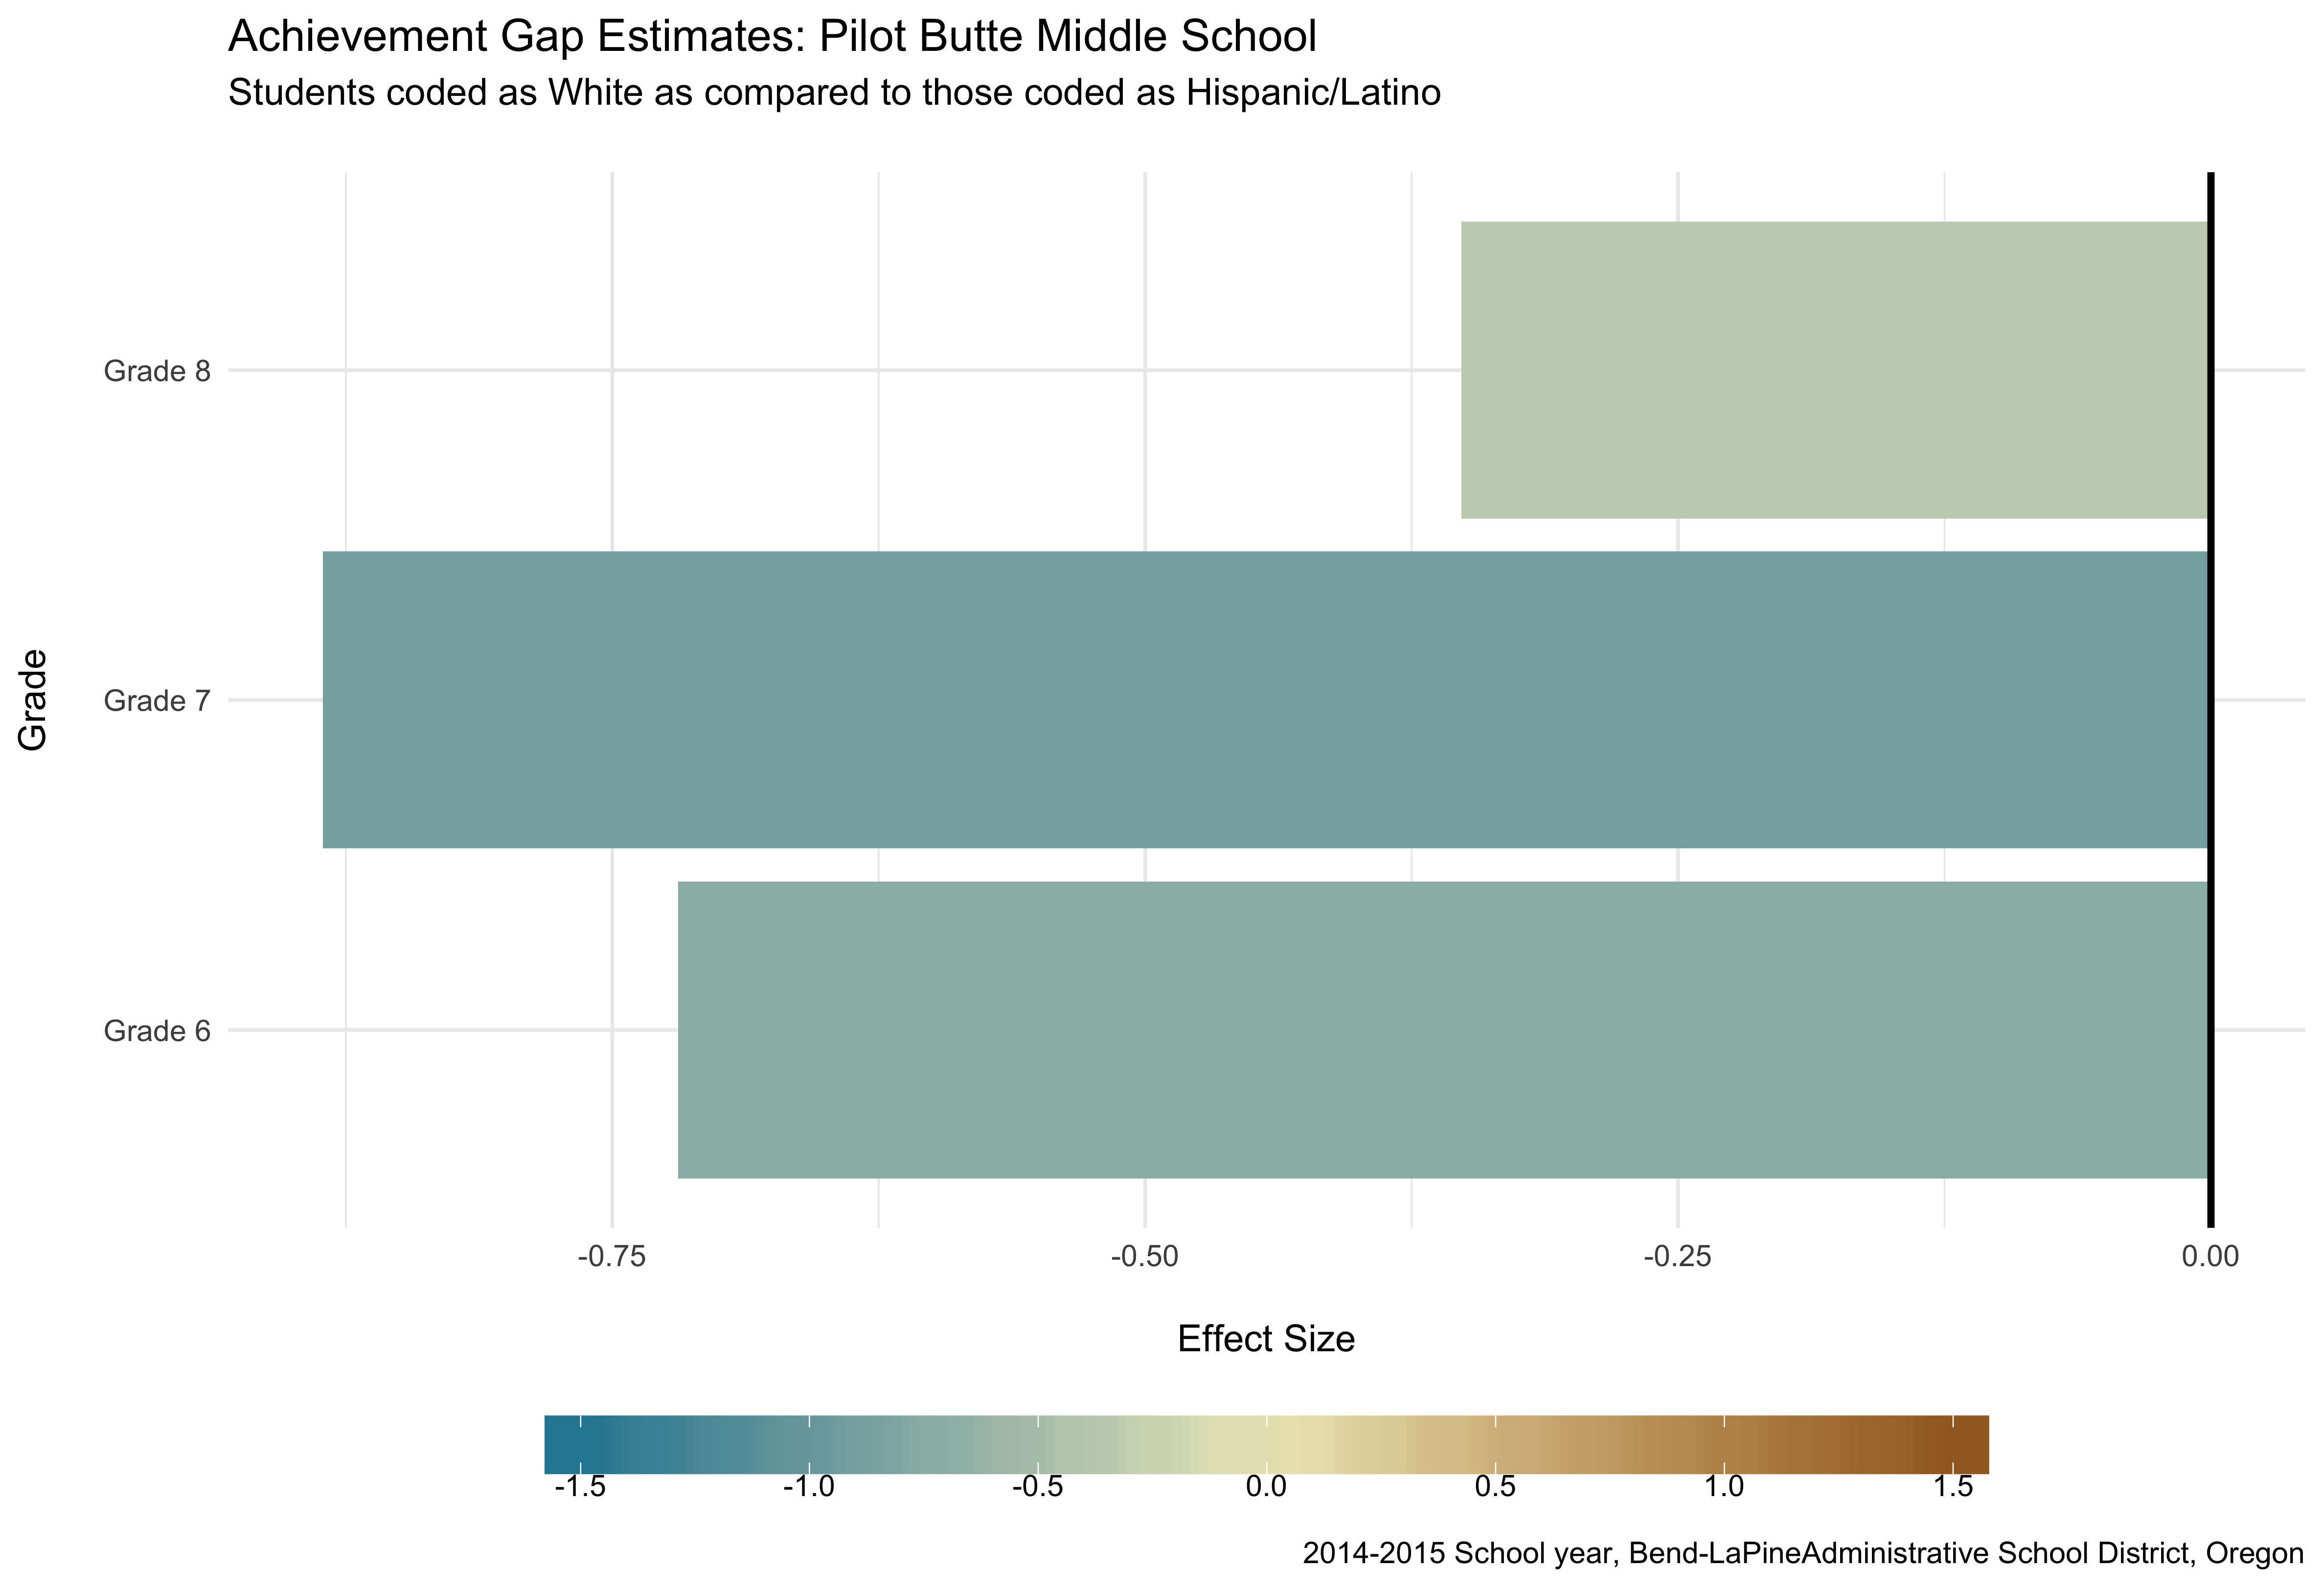 Achievement Gap Estimates: Pilot Butte Middle School
Students coded as White as compared to those coded as Hispanic/Latino
Grade
Grade 8
Grade 7
Grade 6
-0.75 -0.50 -0.25 0.00
Effect Size
-1.5 -1.0 -0.5 0.0 0.5 1.0 1.5
2014-2015 School year, Bend-LaPineAdministrative School District, Oregon